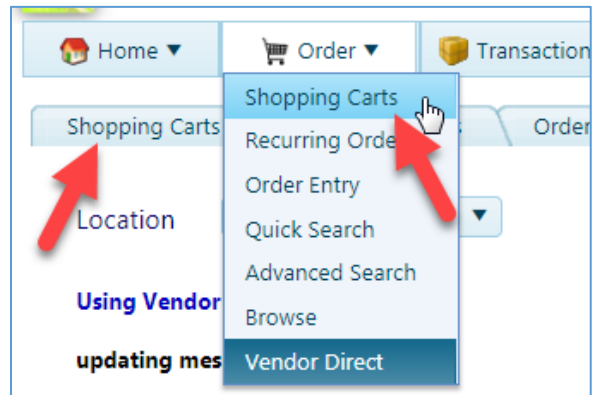 Home ▼ Order ▼ Transaction
Shopping Carts
Shopping Carts Order
Recurring Orde
Order Entry
Location
Quick Search
Advanced Search
Using Vendor
Browse
updating mes
Vendor Direct